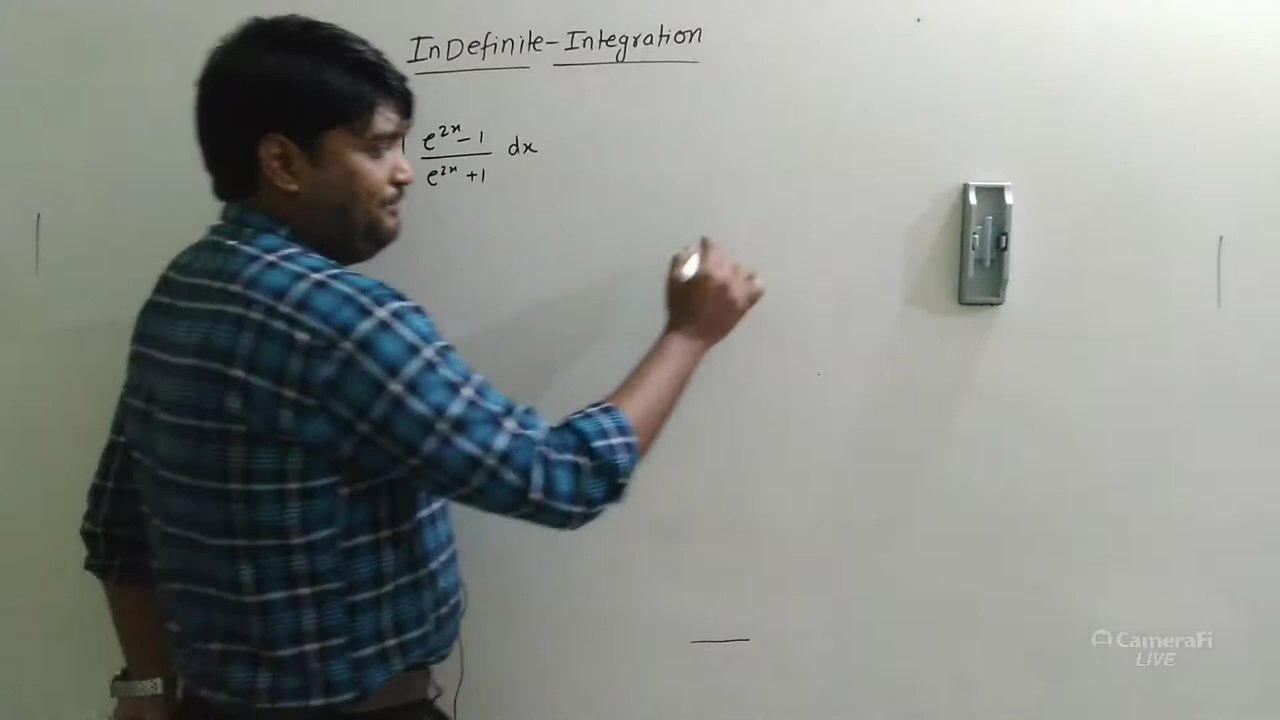 InDefinite-Integration
e^{2x} - 1
e^{2x} + 1
dx
CameraFi
LIVE